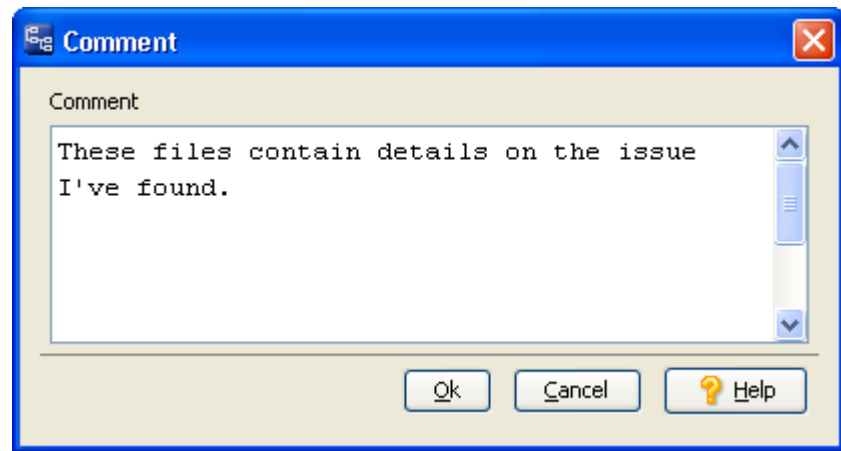 Comment
Comment
These files contain details on the issue
I've found.
Ok Cancel Help